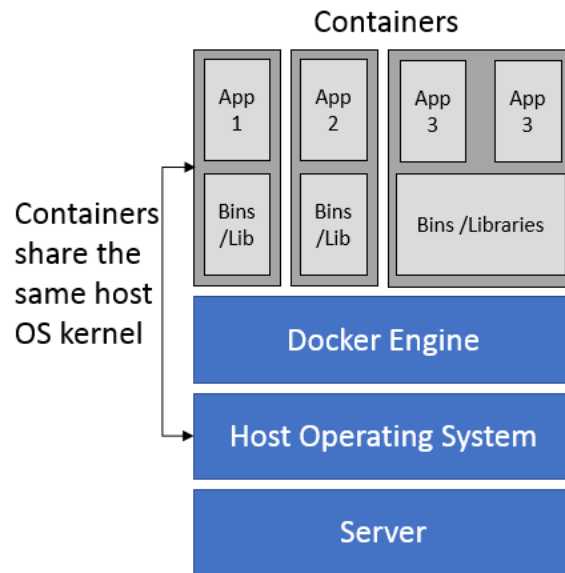 Containers
App
1
App
2
App
3
App
3
Bins
/Lib
Bins
/Lib
Bins /Libraries
Containers
share the
same host
OS kernel
Docker Engine
Host Operating System
Server